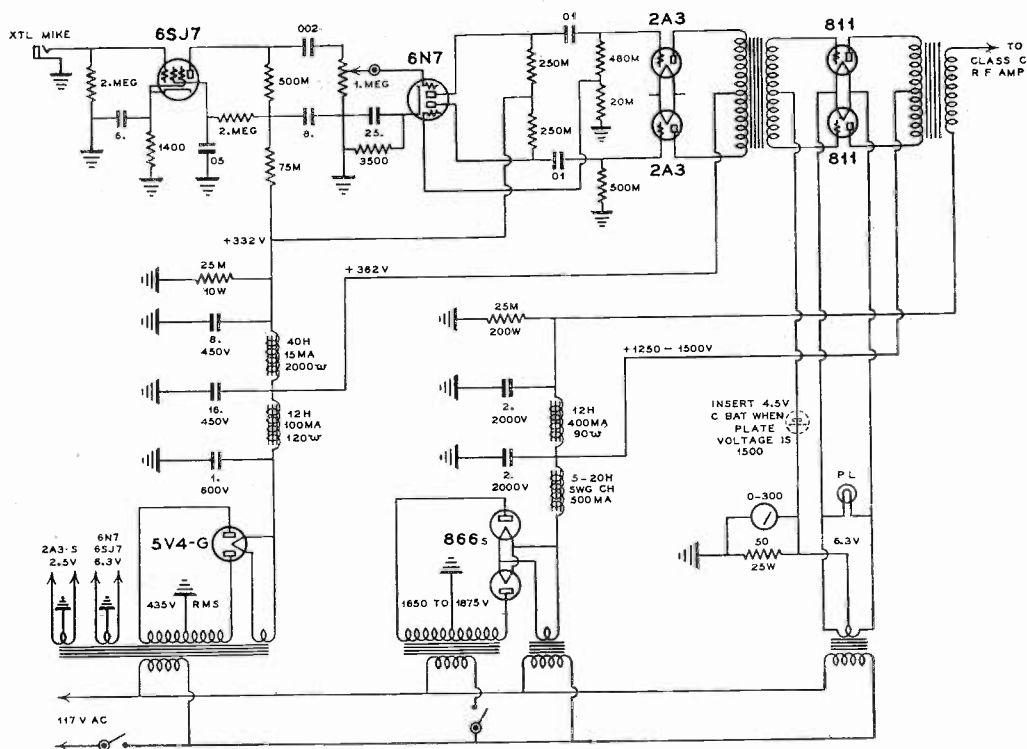 XTL MIKE
6SJ7
002
6N7
01
2A3
811
TO
CLASS C
R F AMP
2.MEG
500M
1.MEG
250M
480M
6.
1400
05
2.MEG
8.
25.
3500
250M
20M
01
2A3
811
75M
500M
+332V
+362V
25M
10W
25M
200W
8.
450V
40H
15MA
2000ω
+1250-1500V
16.
450V
12H
100MA
120ω
2.
2000V
12H
400MA
90ω
INSERT 4.5V
C BAT WHEN
PLATE
VOLTAGE IS
1500
1.
600V
2.
2000V
5-20H
SWG CH
500MA
0-300
PL
5V4-G
866s
50
25W
6.3V
2A3-S
2.5V
6N7
6SJ7
6.3V
435V RMS
1650 TO 1875V
117 V AC